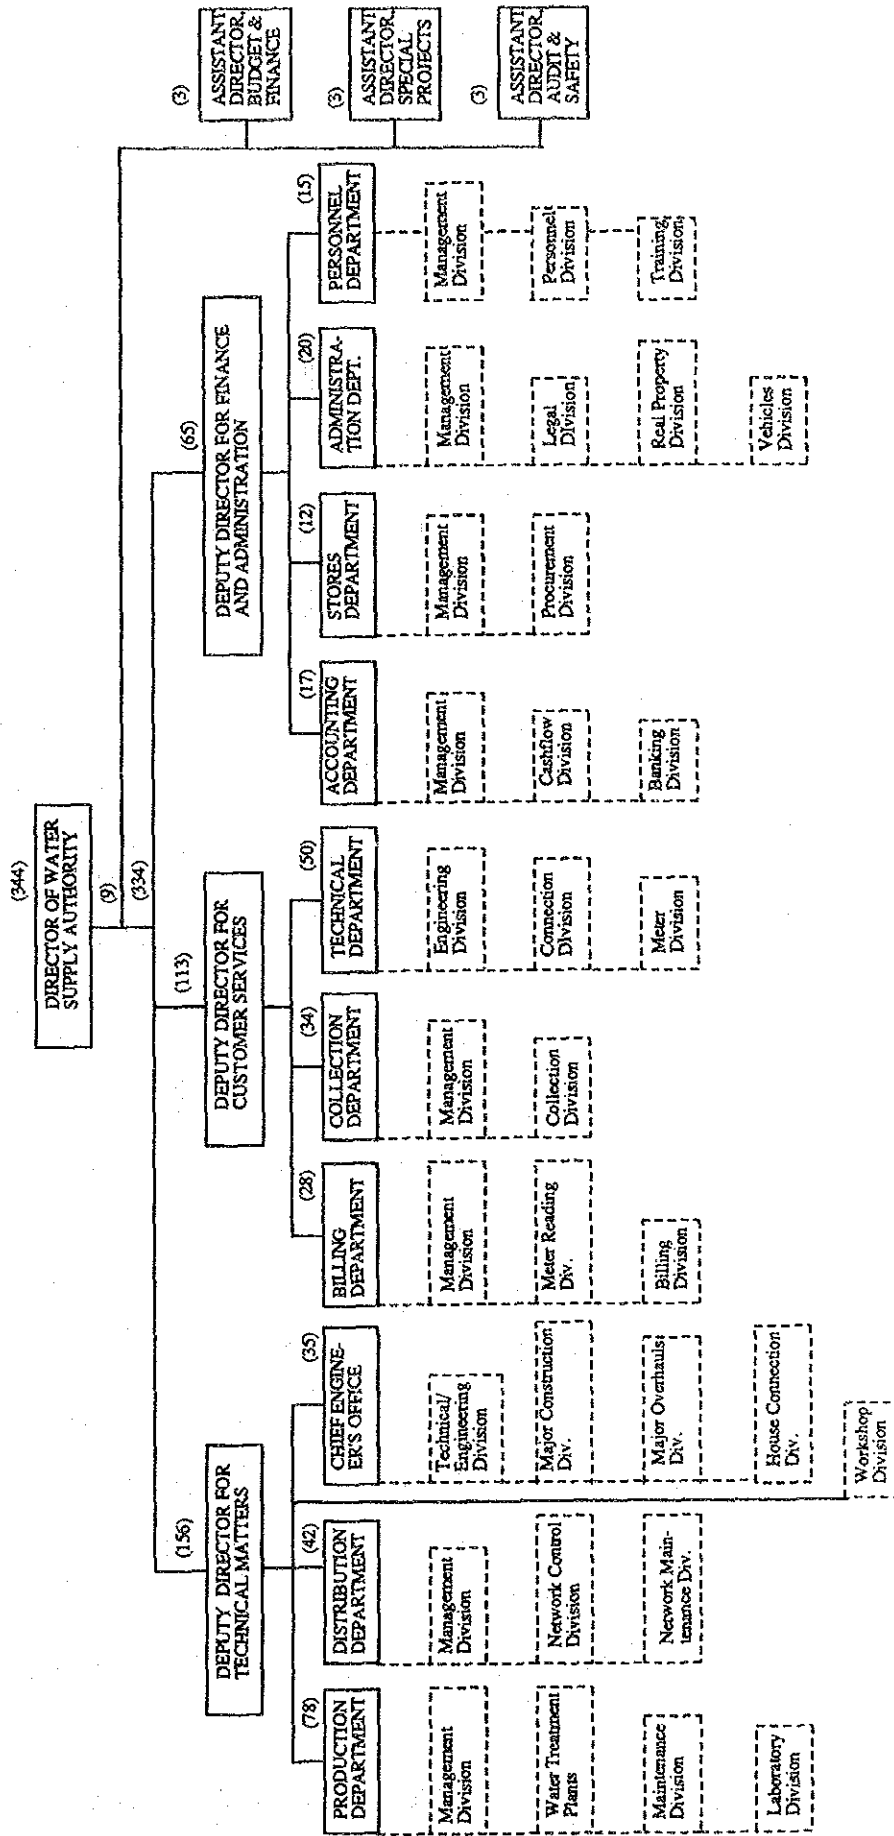 (344)
DIRECTOR OF WATER
SUPPLY AUTHORITY
(9)
(334)
(156)
DEPUTY DIRECTOR FOR
TECHNICAL MATTERS
(113)
DEPUTY DIRECTOR FOR
CUSTOMER SERVICES
(65)
DEPUTY DIRECTOR FOR FINANCE
AND ADMINISTRATION
(3)
ASSISTANT
DIRECTOR,
BUDGET &
FINANCE
(3)
ASSISTANT
DIRECTOR,
SPECIAL
PROJECTS
(3)
ASSISTANT
DIRECTOR,
AUDIT &
SAFETY
(78)
PRODUCTION
DEPARTMENT
Management
Division
Water Treatment
Plants
Maintenance
Division
Laboratory
Division
(42)
DISTRIBUTION
DEPARTMENT
Management
Division
Network Control
Division
Network Main-
tenance Div.
(35)
CHIEF ENGINE-
ER'S OFFICE
Technical/
Engineering
Division
Major Construction
Div.
Major Overhauls
Div.
House Connection
Div.
Workshop
Division
(28)
BILLING
DEPARTMENT
Management
Division
Meter Reading
Div.
Billing
Division
(34)
COLLECTION
DEPARTMENT
Management
Division
Collection
Division
(50)
TECHNICAL
DEPARTMENT
Engineering
Division
Connection
Division
Meter
Division
(17)
ACCOUNTING
DEPARTMENT
Management
Division
Cashflow
Division
Banking
Division
(12)
STORES
DEPARTMENT
Management
Division
Procurement
Division
(20)
ADMINISTRA-
TION DEPT.
Management
Division
Legal
DIvision
Real Property
Division
Vehicles
Division
(15)
PERSONNEL
DEPARTMENT
Management
Division
Personnel
Division
Training
Division